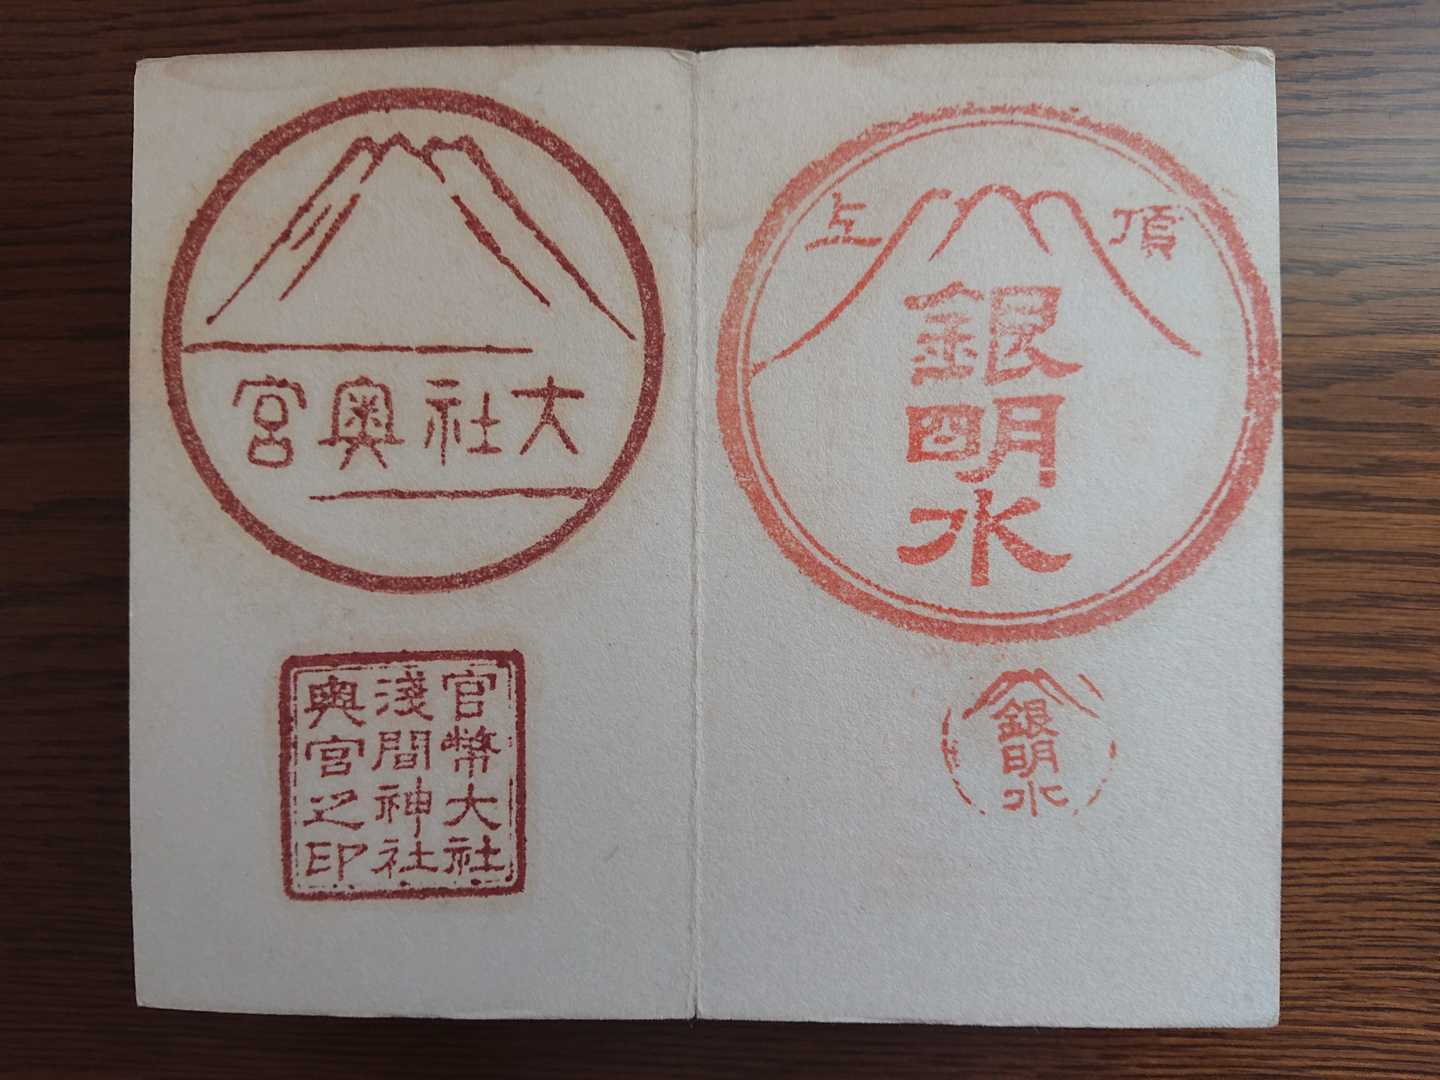 頂上
銀明水
銀明水
大社奥宮
官幣大社
淺間神社
奥宮之印